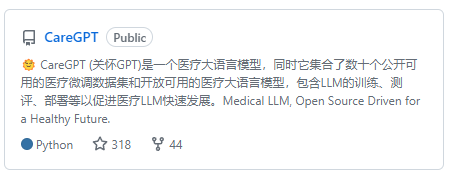 CareGPT Public
🤗 CareGPT (关怀GPT)是一个医疗大语言模型，同时它集合了数十个公开可
用的医疗微调数据集和开放可用的医疗大语言模型，包含LLM的训练、测
评、部署等以促进医疗LLM快速发展。Medical LLM, Open Source Driven for
a Healthy Future.
Python 318 44